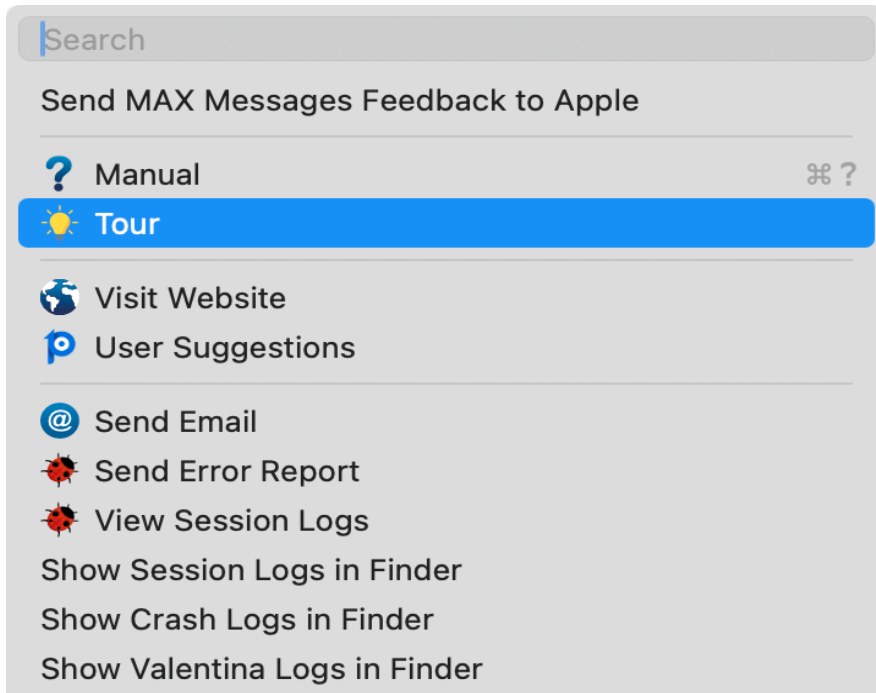 Search
Send MAX Messages Feedback to Apple
Manual ⌘ ?
Tour
Visit Website
User Suggestions
Send Email
Send Error Report
View Session Logs
Show Session Logs in Finder
Show Crash Logs in Finder
Show Valentina Logs in Finder